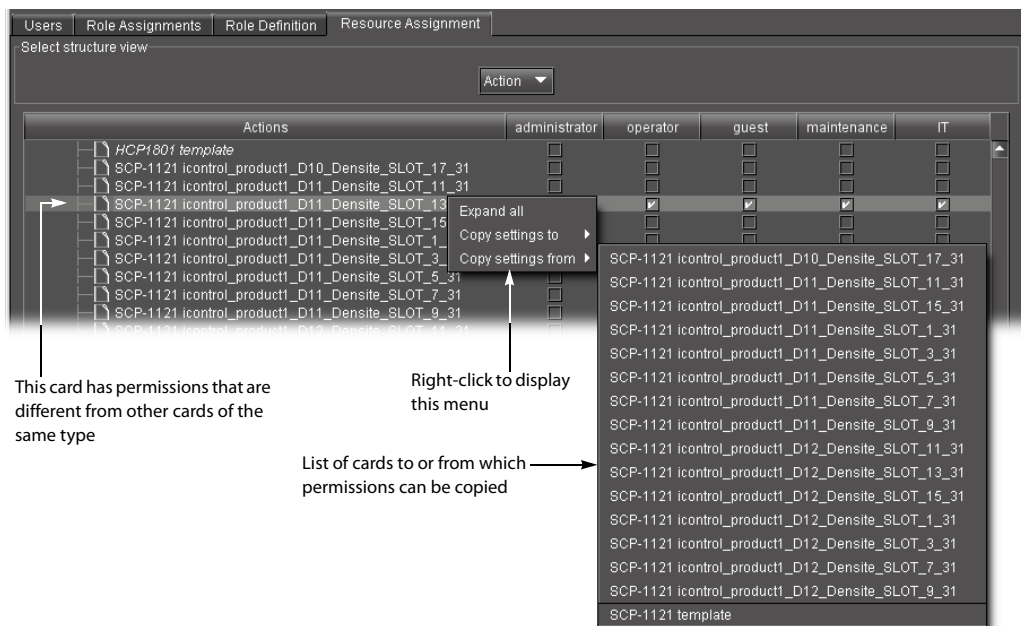 Users Role Assignments Role Definition Resource Assignment
Select structure view
Action
Actions administrator operator guest maintenance IT
HCP1801 template
SCP-1121 icontrol_product1_D10_Densite_SLOT_17_31
SCP-1121 icontrol_product1_D11_Densite_SLOT_11_31
SCP-1121 icontrol_product1_D11_Densite_SLOT_13
SCP-1121 icontrol_product1_D11_Densite_SLOT_15
SCP-1121 icontrol_product1_D11_Densite_SLOT_1_
SCP-1121 icontrol_product1_D11_Densite_SLOT_3_
SCP-1121 icontrol_product1_D11_Densite_SLOT_5_31
SCP-1121 icontrol_product1_D11_Densite_SLOT_7_31
SCP-1121 icontrol_product1_D11_Densite_SLOT_9_31
SCP-1121 icontrol_product1_D12_Densite_SLOT_11_31
Expand all
Copy settings to
Copy settings from
SCP-1121 icontrol_product1_D10_Densite_SLOT_17_31
SCP-1121 icontrol_product1_D11_Densite_SLOT_11_31
SCP-1121 icontrol_product1_D11_Densite_SLOT_15_31
SCP-1121 icontrol_product1_D11_Densite_SLOT_1_31
SCP-1121 icontrol_product1_D11_Densite_SLOT_3_31
SCP-1121 icontrol_product1_D11_Densite_SLOT_5_31
SCP-1121 icontrol_product1_D11_Densite_SLOT_7_31
SCP-1121 icontrol_product1_D11_Densite_SLOT_9_31
SCP-1121 icontrol_product1_D12_Densite_SLOT_11_31
SCP-1121 icontrol_product1_D12_Densite_SLOT_13_31
SCP-1121 icontrol_product1_D12_Densite_SLOT_15_31
SCP-1121 icontrol_product1_D12_Densite_SLOT_1_31
SCP-1121 icontrol_product1_D12_Densite_SLOT_3_31
SCP-1121 icontrol_product1_D12_Densite_SLOT_7_31
SCP-1121 icontrol_product1_D12_Densite_SLOT_9_31
SCP-1121 template
This card has permissions that are
different from other cards of the
same type
Right-click to display
this menu
List of cards to or from which
permissions can be copied